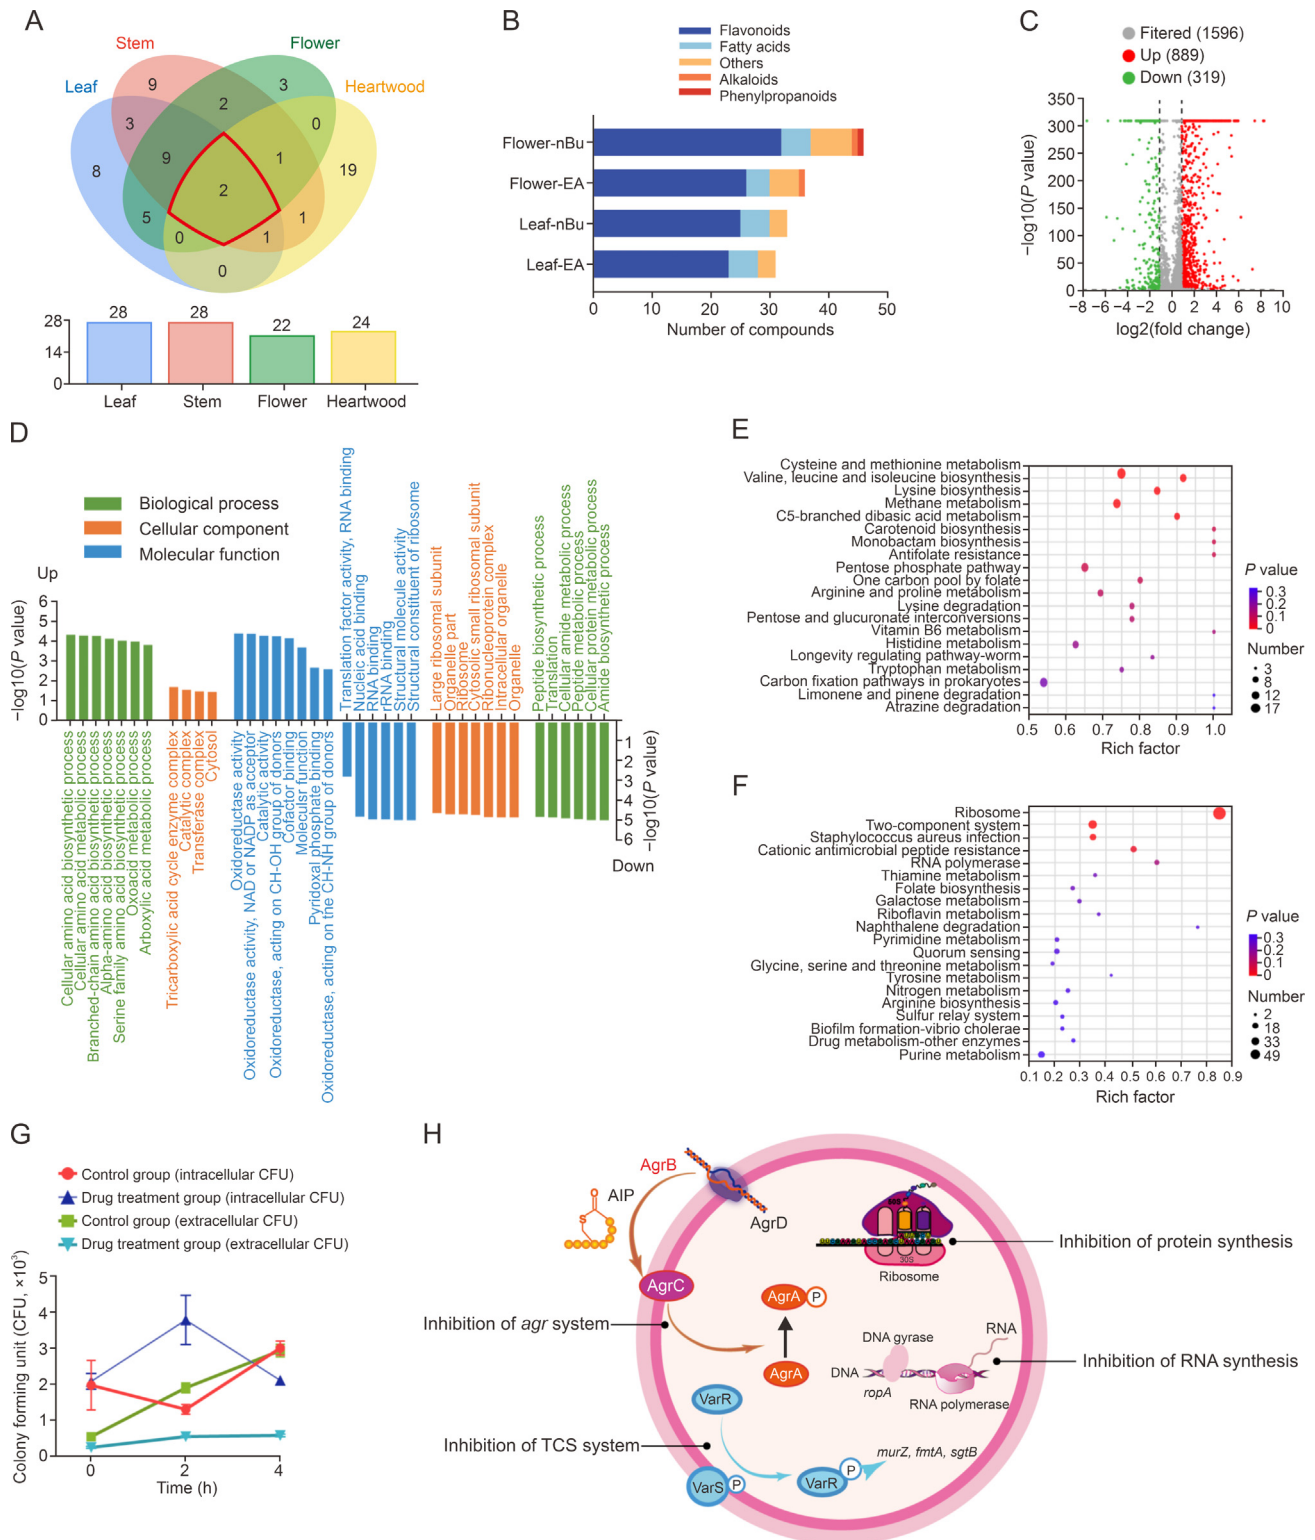 A
Stem
Flower
Leaf
Heartwood
9
3
2
3
0
9
1
8
2
19
5
1
0
1
0
28
14
0
28
28
22
24
Leaf
Stem
Flower
Heartwood
B
Flavonoids
Fatty acids
Others
Alkaloids
Phenylpropanoids
Flower-nBu
Flower-EA
Leaf-nBu
Leaf-EA
0 10 20 30 40 50
Number of compounds
C
Fitered (1596)
Up (889)
Down (319)
350
300
250
200
150
100
50
0
−log10(P value)
−8 −6 −4 −2 0 2 4 6 8 10
log2(fold change)
D
Biological process
Cellular component
Molecular function
Up
6
5
4
3
2
1
0
−log10(P value)
Cellular amino acid biosynthetic process
Cellular amino acid metabolic process
Branched-chain amino acid biosynthetic process
Alpha-amino acid biosynthetic process
Serine family amino acid biosynthetic process
Oxoacid metabolic process
Arboxylic acid metabolic process
Tricarboxylic acid cycle enzyme complex
Catalytic complex
Transferase complex
Cytosol
Oxidoreductase activity
Oxidoreductase activity, NAD or NADP as acceptor
Catalytic activity
Oxidoreductase, acting on CH-OH group of donors
Cofactor binding
Moleculsr function
Pyridoxal phosphate binding
Oxidoreductase, acting on the CH-NH group of donors
Translation factor activity, RNA binding
Nucleic acid binding
RNA binding
rRNA binding
Structural molecule activity
Structural constituent of ribosome
Large ribosomal subunit
Organelle part
Ribosome
Cytosolic small ribosomal subunit
Ribonucleoprotein complex
Intracellular organelle
Organelle
Peptide biosynthetic process
Translation
Cellular amide metabolic process
Peptide metabolic process
Cellular protein metabolic process
Amide biosynthetic process
1
2
3
4
5
6
−log10(P value)
Down
E
Cysteine and methionine metabolism
Valine, leucine and isoleucine biosynthesis
Lysine biosynthesis
Methane metabolism
C5-branched dibasic acid metabolism
Carotenoid biosynthesis
Monobactam biosynthesis
Antifolate resistance
Pentose phosphate pathway
One carbon pool by folate
Arginine and proline metabolism
Lysine degradation
Pentose and glucuronate interconversions
Vitamin B6 metabolism
Histidine metabolism
Longevity regulating pathway-worm
Tryptophan metabolism
Carbon fixation pathways in prokaryotes
Limonene and pinene degradation
Atrazine degradation
0.5 0.6 0.7 0.8 0.9 1.0
Rich factor
P value
0.3
0.2
0.1
0
Number
3
8
12
17
F
Ribosome
Two-component system
Staphylococcus aureus infection
Cationic antimicrobial peptide resistance
RNA polymerase
Thiamine metabolism
Folate biosynthesis
Galactose metabolism
Riboflavin metabolism
Naphthalene degradation
Pyrimidine metabolism
Quorum sensing
Glycine, serine and threonine metabolism
Tyrosine metabolism
Nitrogen metabolism
Arginine biosynthesis
Sulfur relay system
Biofilm formation-vibrio cholerae
Drug metabolism-other enzymes
Purine metabolism
0.1 0.2 0.3 0.4 0.5 0.6 0.7 0.8 0.9
Rich factor
P value
0.3
0.2
0.1
0
Number
2
18
33
49
G
Control group (intracellular CFU)
Drug treatment group (intracellular CFU)
Control group (extracellular CFU)
Drug treatment group (extracellular CFU)
5
4
3
2
1
0
Colony forming unit (CFU, ×10³)
0 2 4
Time (h)
H
AgrB
AIP
O
S
AgrD
AgrC
AgrA
P
AgrA
Inhibition of agr system
50S
30S
Ribosome
Inhibition of protein synthesis
DNA gyrase
RNA
DNA
ropA
RNA polymerase
Inhibition of RNA synthesis
VarR
Inhibition of TCS system
VarS
P
VarR
P
murZ, fmtA, sgtB